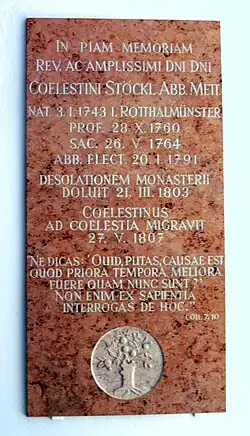 IN PIAM MEMORIAM
REV. AC AMPLISSIMI DNI DNI
COELESTINI STÖCKL ABB. MET.
NAT. 3. I. 1743 I. ROTTHALMÜNSTER
PROF. 28. X. 1760
SAC. 26. V. 1764
ABB. ELECT. 20. I. 1791
DESOLATIONEM MONASTERII
DOLUIT 21. III. 1803
COELESTINUS
AD COELESTIA MIGRAVIT
27. V. 1807
"NE DICAS: 'QUID, PUTAS, CAUSAE EST
QUOD PRIORA TEMPORA MELIORA
FUERE QUAM NUNC SUNT?'
NON ENIM EX SAPIENTIA
INTERROGAS DE HOC."
COH. 7,10